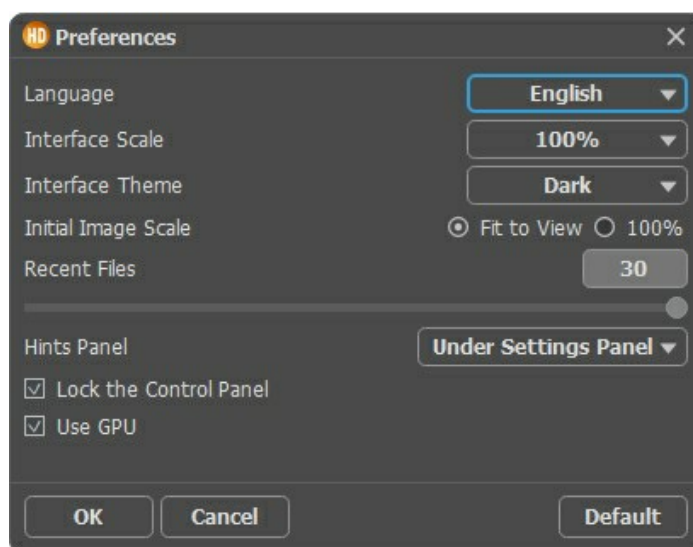 HD Preferences
Language English
Interface Scale 100%
Interface Theme Dark
Initial Image Scale Fit to View 100%
Recent Files 30
Hints Panel Under Settings Panel
Lock the Control Panel
Use GPU
OK Cancel Default